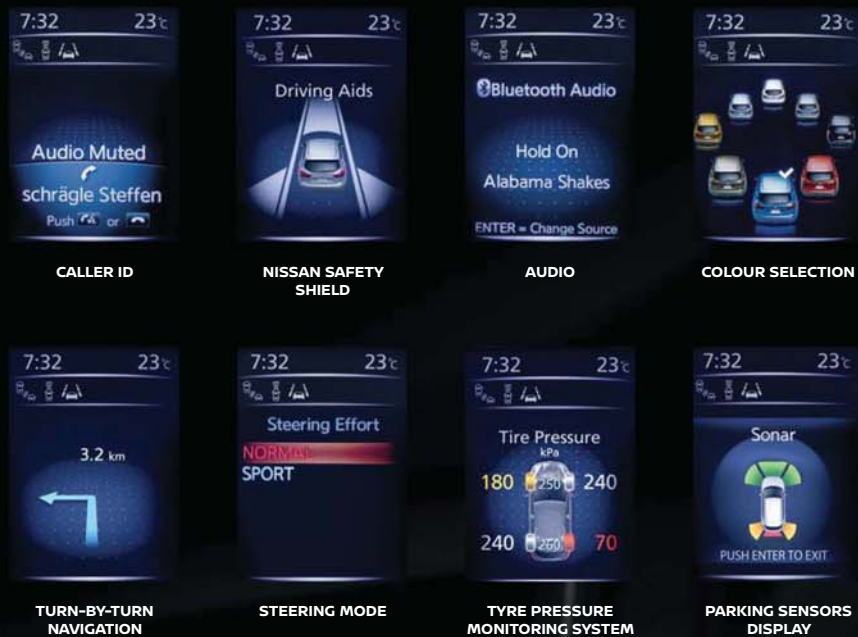 7:32 23°c
Audio Muted
schrägle Steffen
Push or
CALLER ID
7:32 23°c
Driving Aids
NISSAN SAFETY
SHIELD
7:32 23°c
Bluetooth Audio
Hold On
Alabama Shakes
ENTER = Change Source
AUDIO
7:32 23°c
COLOUR SELECTION
7:32 23°c
3.2 km
TURN-BY-TURN
NAVIGATION
7:32 23°c
Steering Effort
NORMAL
SPORT
STEERING MODE
7:32 23°c
Tire Pressure
kPa
180 250 240
240 260 70
TYRE PRESSURE
MONITORING SYSTEM
7:32 23°c
Sonar
PUSH ENTER TO EXIT
PARKING SENSORS
DISPLAY